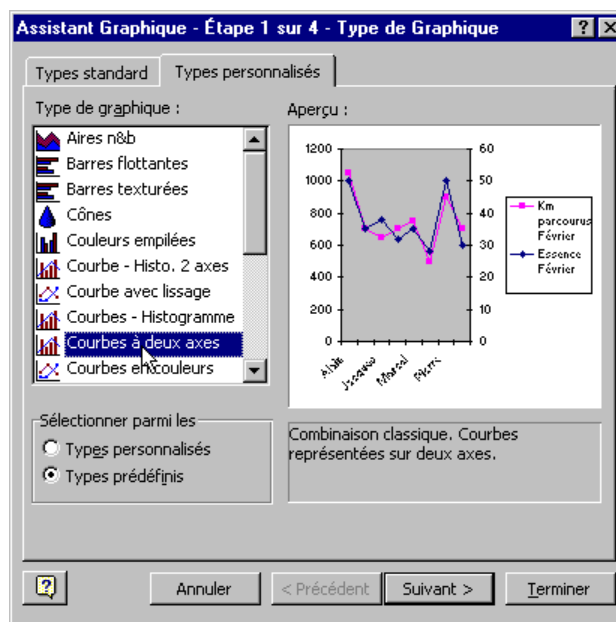 Assistant Graphique - Étape 1 sur 4 - Type de Graphique
Types standard
Types personnalisés
Type de graphique :
Aires n&b
Barres flottantes
Barres texturées
Cônes
Couleurs empilées
Courbe - Histo. 2 axes
Courbe avec lissage
Courbes - Histogramme
Courbes à deux axes
Courbes en couleurs
Sélectionner parmi les
Types personnalisés
Types prédéfinis
Aperçu :
1200
1000
800
600
400
200
0
60
50
40
30
20
10
0
Alain
Jacques
Marcel
Pierre
Km
parcourus
Février
Essence
Février
Combinaison classique. Courbes
représentées sur deux axes.
Annuler
< Précédent
Suivant >
Terminer